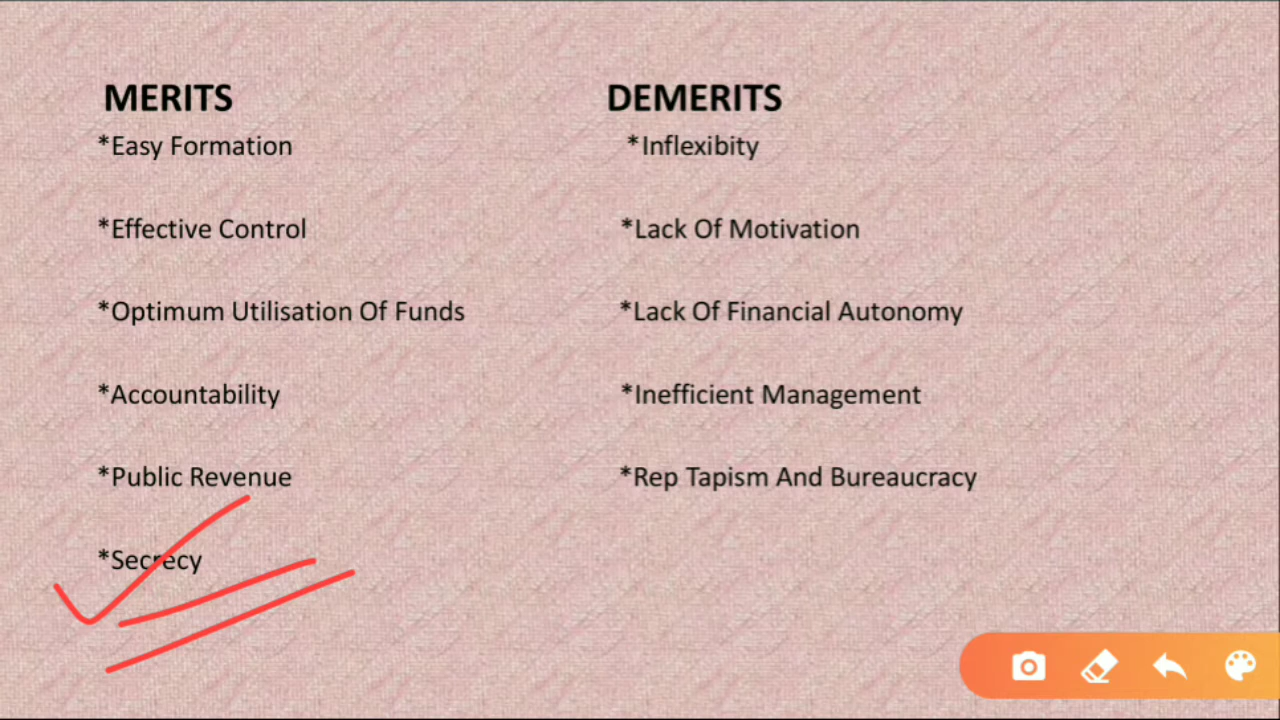 MERITS
*Easy Formation
*Effective Control
*Optimum Utilisation Of Funds
*Accountability
*Public Revenue
*Secrecy
DEMERITS
*Inflexibity
*Lack Of Motivation
*Lack Of Financial Autonomy
*Inefficient Management
*Rep Tapism And Bureaucracy